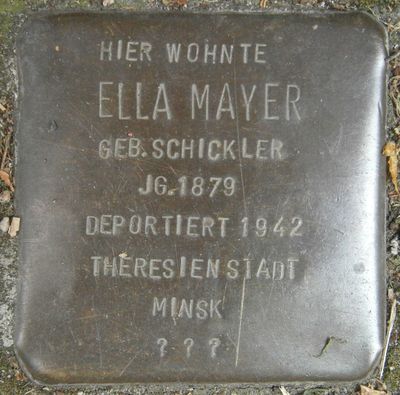 HIER WOHNTE
ELLA MAYER
GEB. SCHICKLER
JG. 1879
DEPORTIERT 1942
THERESIENSTADT
MINSK
? ? ?